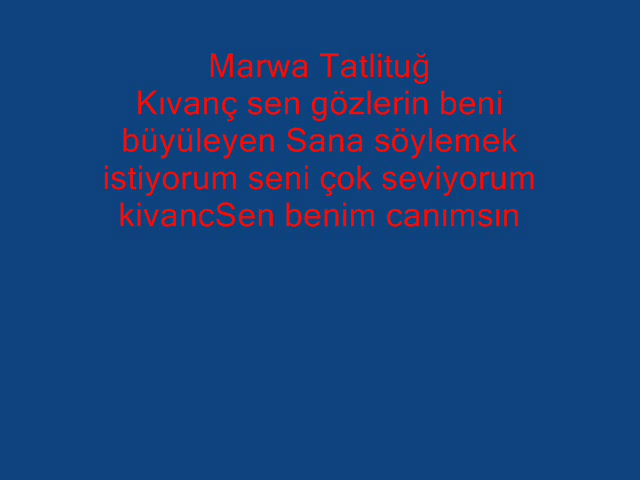 Marwa Tatlituğ
Kıvanç sen gözlerin beni
büyüleyen Sana söylemek
istiyorum seni çok seviyorum
kivancSen benim canımsın